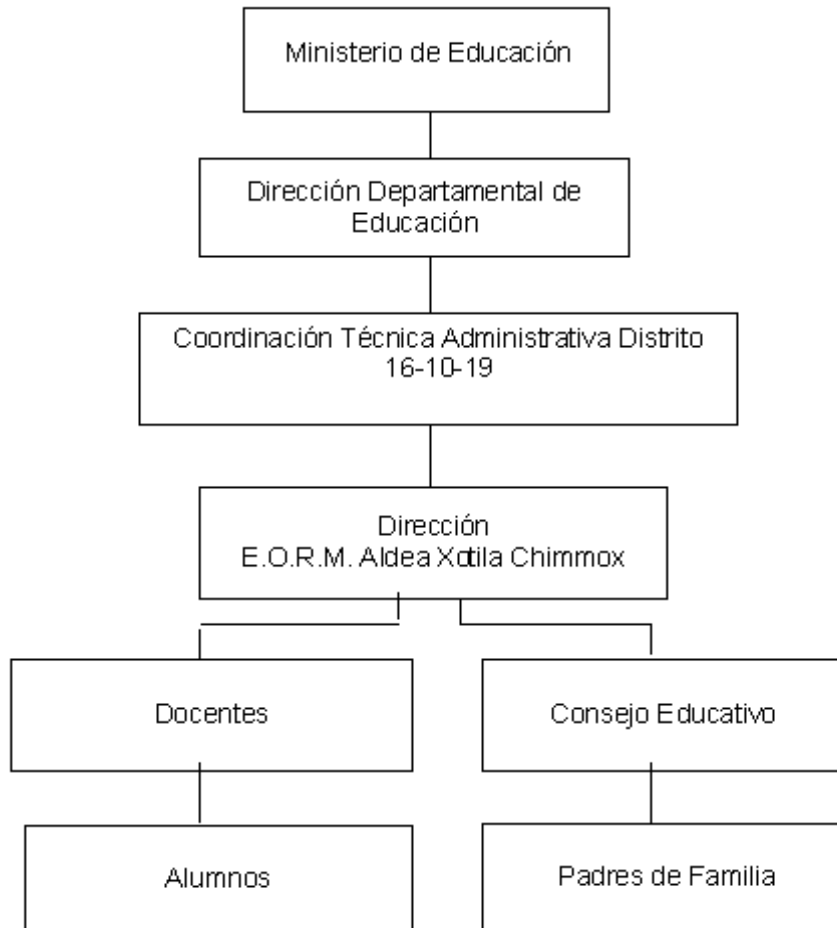 Ministerio de Educación
Dirección Departamental de
Educación
Coordinación Técnica Administrativa Distrito
16-10-19
Dirección
E.O.R.M. Aldea Xotila Chimmox
Docentes
Consejo Educativo
Alumnos
Padres de Familia